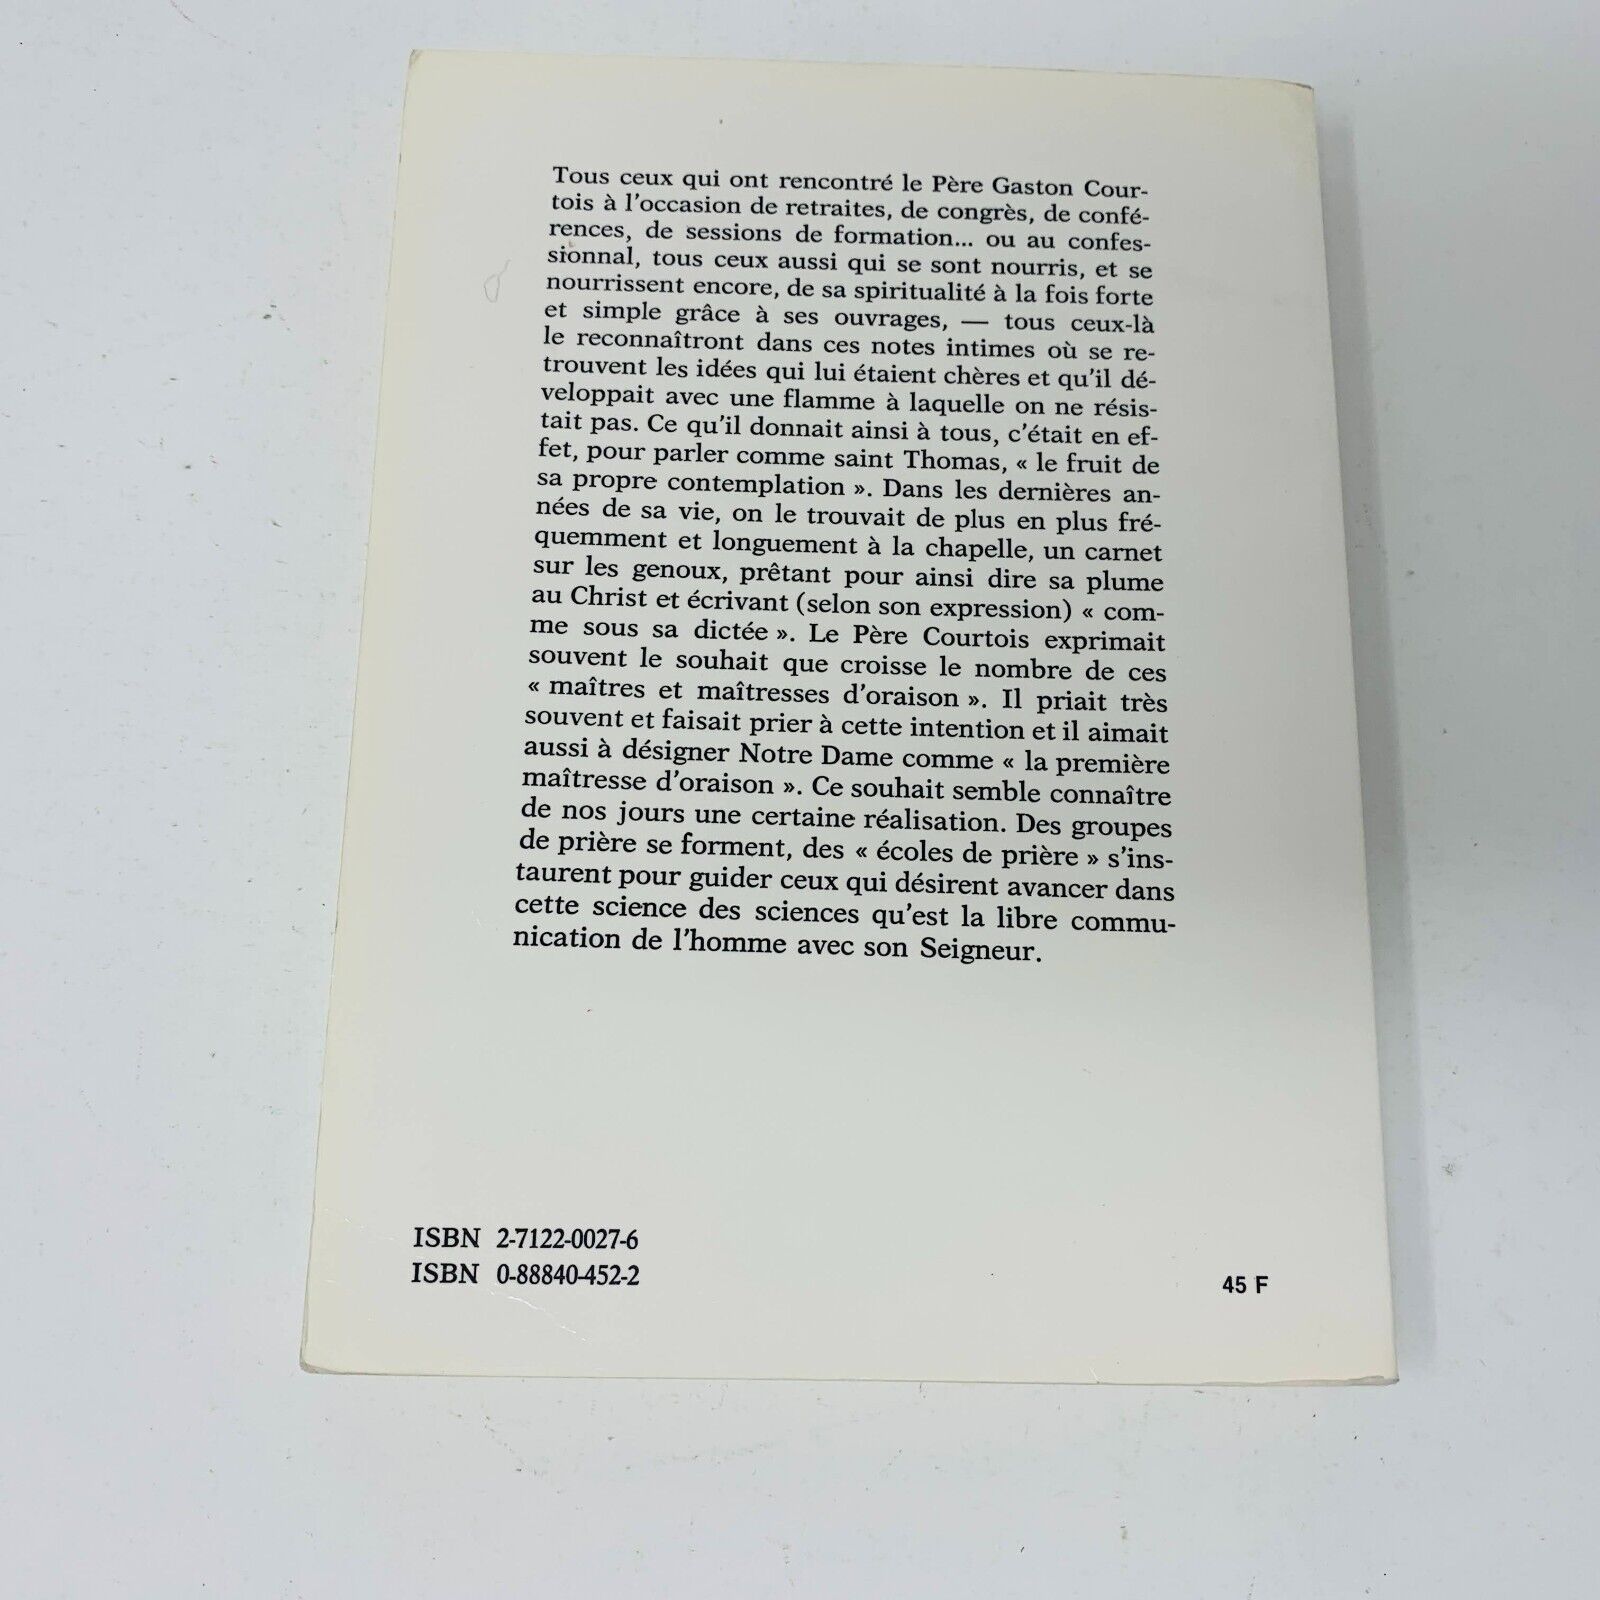 Tous ceux qui ont rencontré le Père Gaston Cour-
tois à l'occasion de retraites, de congrès, de confé-
rences, de sessions de formation... ou au confes-
sionnal, tous ceux aussi qui se sont nourris, et se
nourrissent encore, de sa spiritualité à la fois forte
et simple grâce à ses ouvrages, — tous ceux-là
le reconnaîtront dans ces notes intimes où se re-
trouvent les idées qui lui étaient chères et qu'il dé-
veloppait avec une flamme à laquelle on ne résis-
tait pas. Ce qu'il donnait ainsi à tous, c'était en ef-
fet, pour parler comme saint Thomas, « le fruit de
sa propre contemplation ». Dans les dernières an-
nées de sa vie, on le trouvait de plus en plus fré-
quemment et longuement à la chapelle, un carnet
sur les genoux, prêtant pour ainsi dire sa plume
au Christ et écrivant (selon son expression) « com-
me sous sa dictée ». Le Père Courtois exprimait
souvent le souhait que croisse le nombre de ces
« maîtres et maîtresses d'oraison ». Il priait très
souvent et faisait prier à cette intention et il aimait
aussi à désigner Notre Dame comme « la première
maîtresse d'oraison ». Ce souhait semble connaître
de nos jours une certaine réalisation. Des groupes
de prière se forment, des « écoles de prière » s'ins-
taurent pour guider ceux qui désirent avancer dans
cette science des sciences qu'est la libre commu-
nication de l'homme avec son Seigneur.
ISBN 2-7122-0027-6
ISBN 0-88840-452-2
45 F